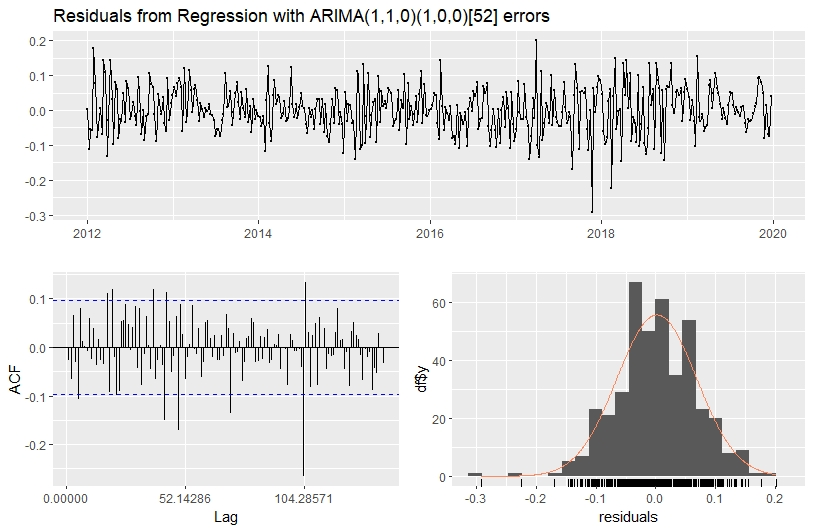 Residuals from Regression with ARIMA(1,1,0)(1,0,0)[52] errors
0.2
0.1
0.0
-0.1
-0.2
-0.3
2012 2014 2016 2018 2020
ACF
0.1
0.0
-0.1
-0.2
0.00000 52.14286 104.28571
Lag
df$y
60
40
20
0
-0.3 -0.2 -0.1 0.0 0.1 0.2
residuals